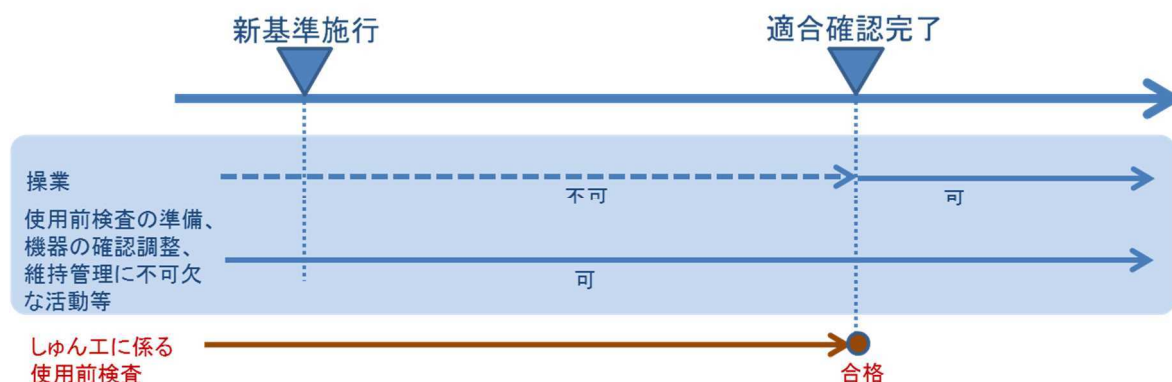 新基準施行
適合確認完了
操業
不可
可
使用前検査の準備、
機器の確認調整、
維持管理に不可欠
な活動等
可
しゅん工に係る
使用前検査
合格